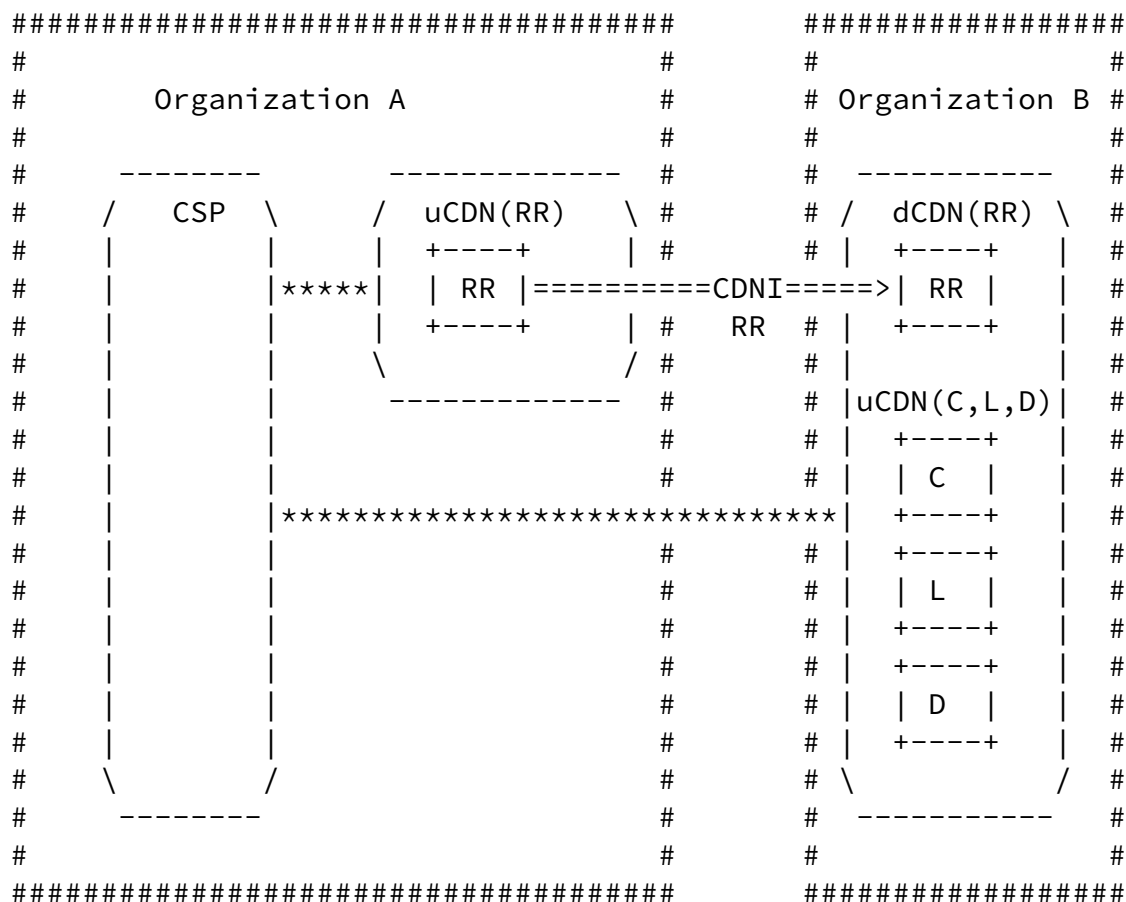 Organization A Organization B
CSP uCDN(RR) dCDN(RR)
RR CDNI RR
RR
uCDN(C,L,D)
C
L
D